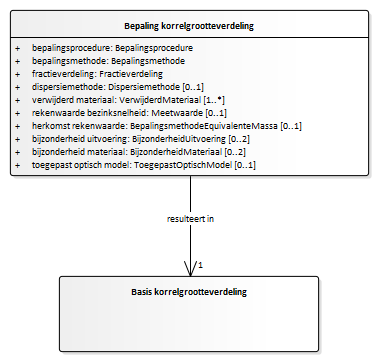 Bepaling korrelgrootteverdeling
+ bepalingsprocedure: Bepalingsprocedure
+ bepalingsmethode: Bepalingsmethode
+ fractieverdeling: Fractieverdeling
+ dispersiemethode: Dispersiemethode [0..1]
+ verwijderd materiaal: VerwijderdMateriaal [1..*]
+ rekenwaarde bezinksnelheid: Meetwaarde [0..1]
+ herkomst rekenwaarde: BepalingsmethodeEquivalenteMassa [0..1]
+ bijzonderheid uitvoering: BijzonderheidUitvoering [0..2]
+ bijzonderheid materiaal: BijzonderheidMateriaal [0..2]
+ toegepast optisch model: ToegepastOptischModel [0..1]
resulteert in
1
Basis korrelgrootteverdeling